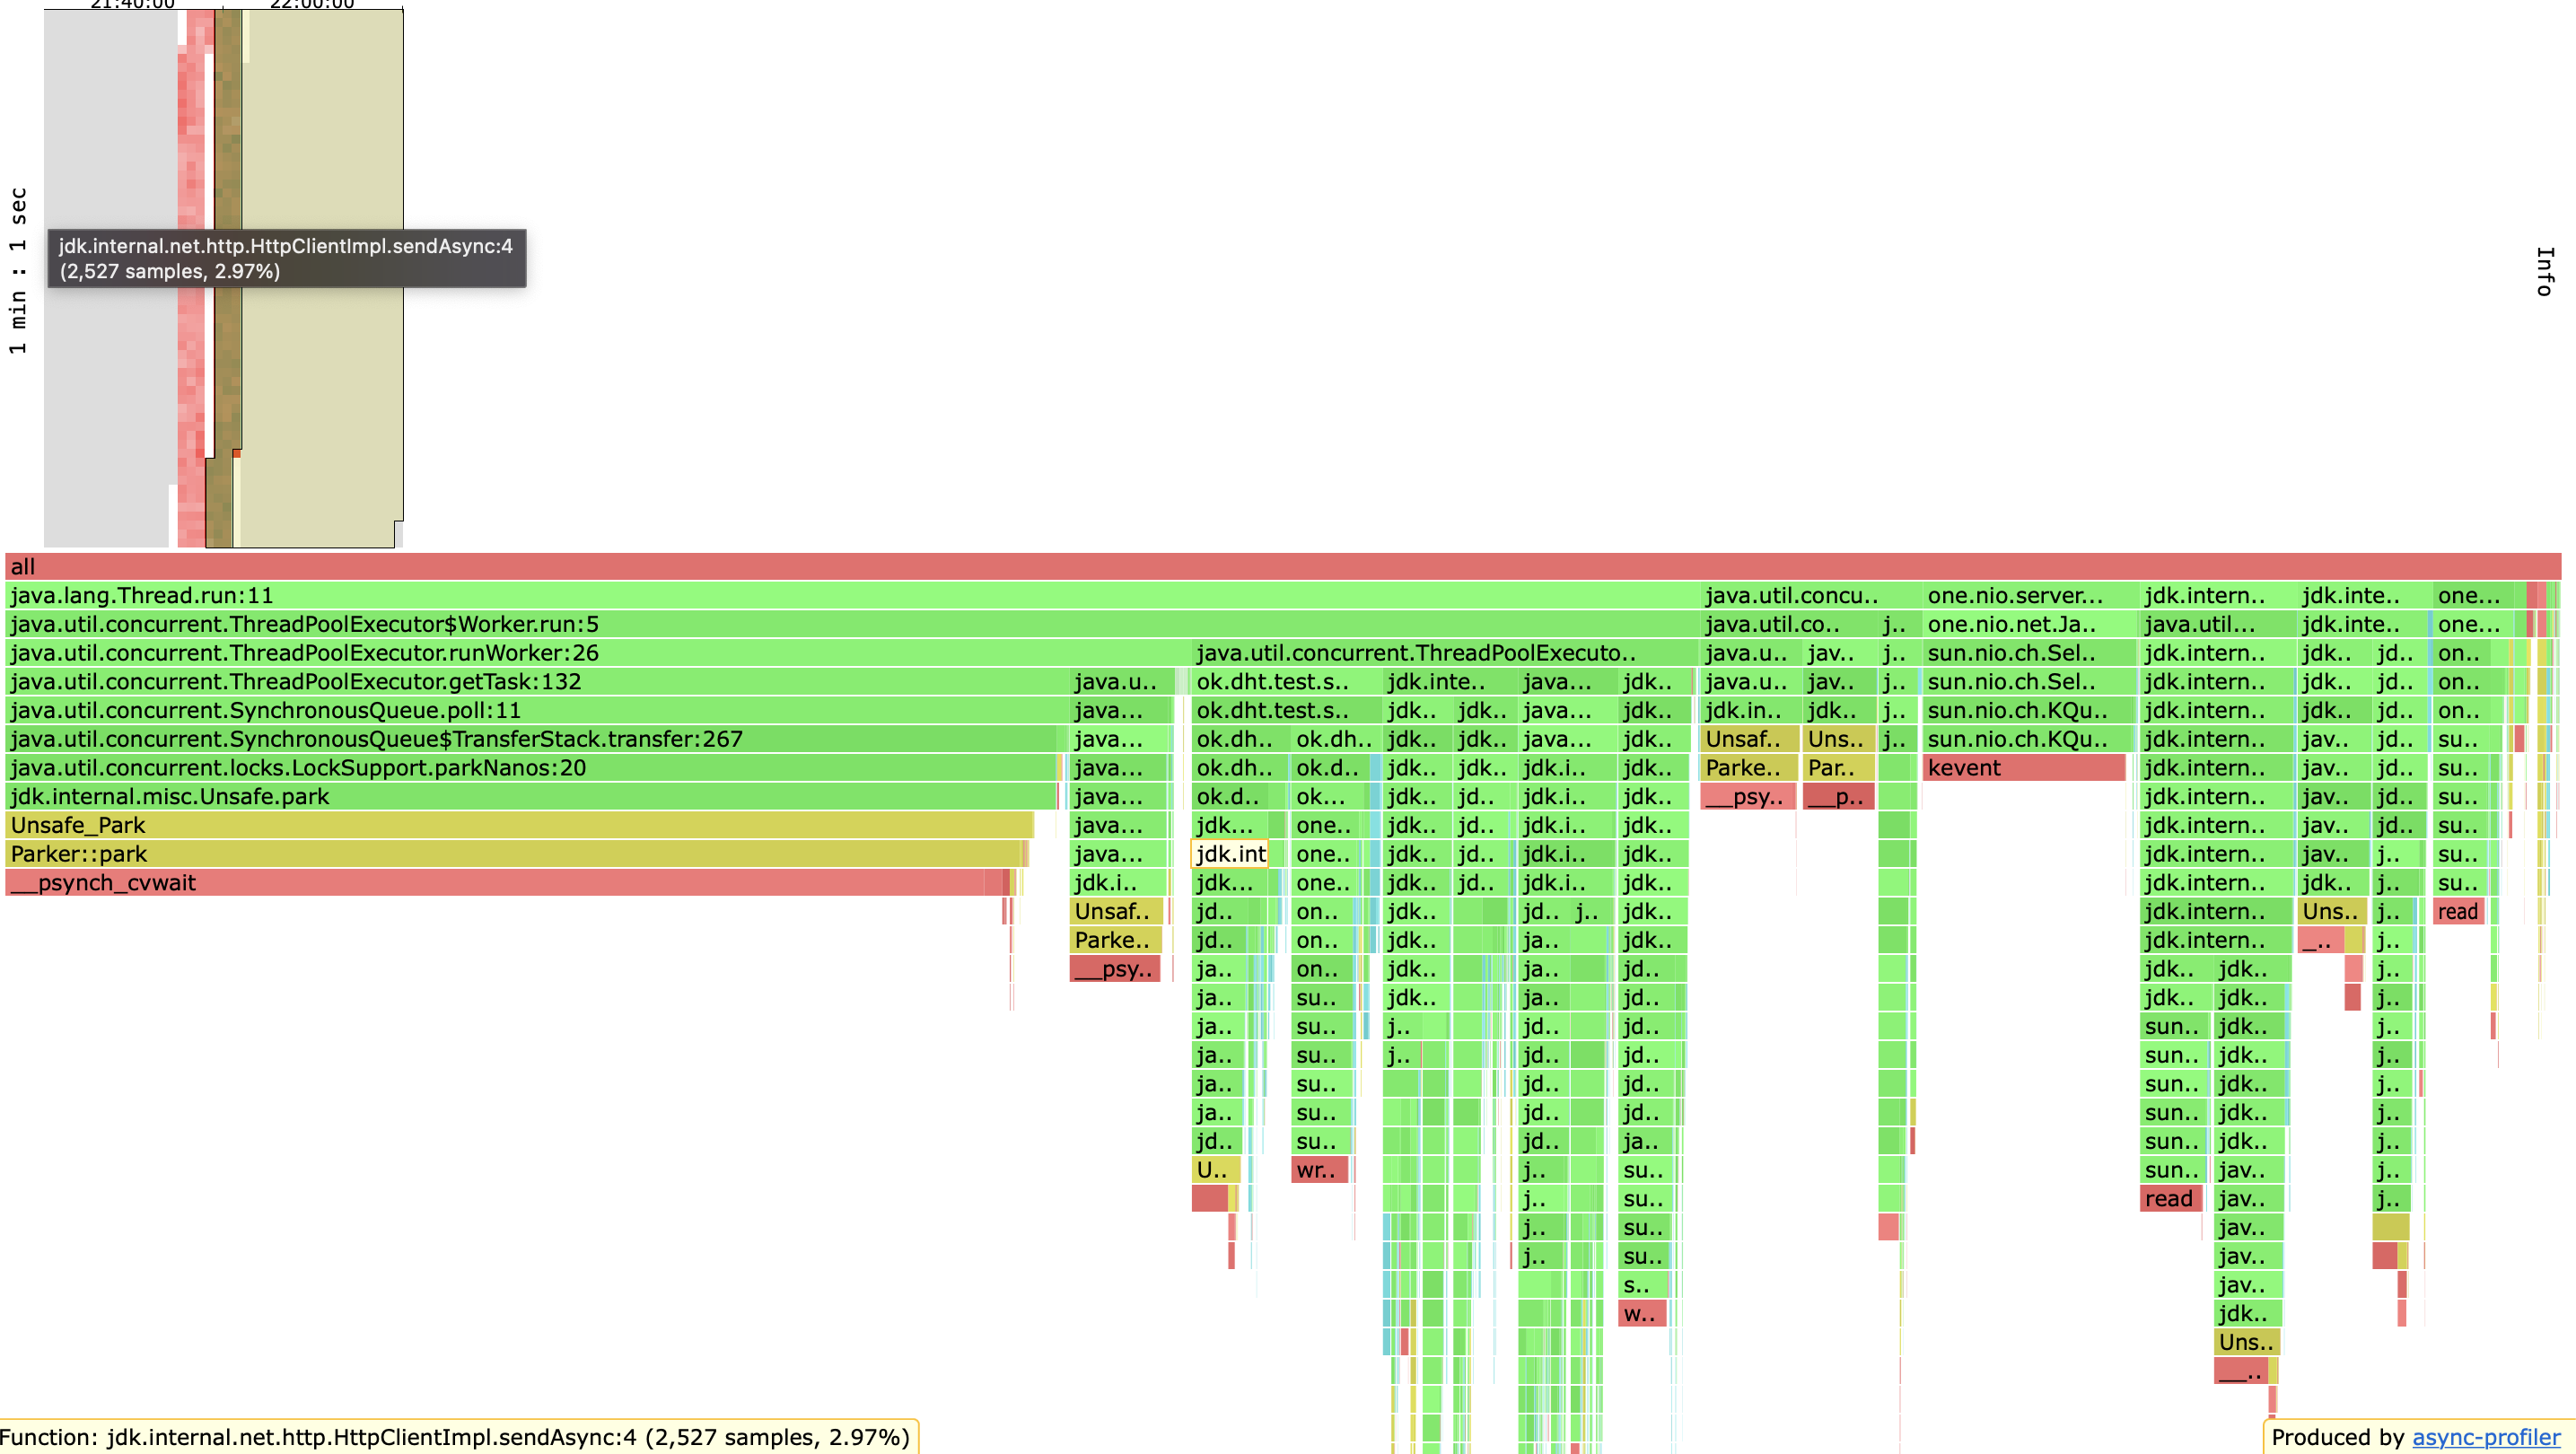 21:40:00 22:00:00
1 min : 1 sec
jdk.internal.net.http.HttpClientImpl.sendAsync:4
(2,527 samples, 2.97%)
Info
all
java.lang.Thread.run:11 java.util.concu.. one.nio.server... jdk.intern.. jdk.inte.. one...
java.util.concurrent.ThreadPoolExecutor$Worker.run:5 java.util.co.. j.. one.nio.net.Ja.. java.util... jdk.inte.. one...
java.util.concurrent.ThreadPoolExecutor.runWorker:26 java.util.concurrent.ThreadPoolExecuto.. java.u.. jav.. j.. sun.nio.ch.Sel.. jdk.intern.. jdk.. jd.. on..
java.util.concurrent.ThreadPoolExecutor.getTask:132 java.u.. ok.dht.test.s.. jdk.inte.. java... jdk.. java.u.. jav.. j.. sun.nio.ch.Sel.. jdk.intern.. jdk.. jd.. on..
java.util.concurrent.SynchronousQueue.poll:11 java... ok.dht.test.s.. jdk.. jdk.. java... jdk.. jdk.in.. jdk.. j.. sun.nio.ch.KQu.. jdk.intern.. jdk.. jd.. on..
java.util.concurrent.SynchronousQueue$TransferStack.transfer:267 java... ok.dh.. ok.dh.. jdk.. jdk.. java... jdk.. Unsaf.. Uns.. j.. sun.nio.ch.KQu.. jdk.intern.. jav.. jd.. su..
java.util.concurrent.locks.LockSupport.parkNanos:20 java... ok.dh.. ok.d.. jdk.. jdk.. jdk.i.. jdk.. Parke.. Par.. kevent jdk.intern.. jav.. jd.. su..
jdk.internal.misc.Unsafe.park java... ok.d.. ok... jdk.. jd.. jdk.i.. jdk.. __psy.. __p.. jdk.intern.. jav.. jd.. su..
Unsafe_Park java... jdk... one.. jdk.. jd.. jdk.i.. jdk.. jdk.intern.. jav.. jd.. su..
Parker::park java... jdk.int one.. jdk.. jd.. jdk.i.. jdk.. jdk.intern.. jav.. j.. su..
__psynch_cvwait jdk.i.. jdk... one.. jdk.. jd.. jdk.i.. jdk.. jdk.intern.. jdk.. j.. su..
Unsaf.. jd.. on.. jdk.. jd.. j.. jdk.. jdk.intern.. Uns.. j.. read
Parke.. jd.. on.. jdk.. ja.. jdk.. jdk.intern.. _.. j..
__psy.. ja.. on.. jdk.. ja.. jd.. jdk.. jdk.. j..
ja.. su.. jdk.. ja.. jd.. jdk.. jdk.. j..
ja.. su.. j.. jd.. jd.. sun.. jdk.. j..
ja.. su.. j.. jd.. jd.. sun.. jdk.. j..
ja.. su.. jd.. jd.. sun.. jdk.. j..
ja.. su.. jd.. jd.. sun.. jdk.. j..
jd.. su.. jd.. ja.. sun.. jdk.. j..
U.. wr.. j.. su.. sun.. jav.. j..
j.. su.. read jav.. j..
j.. su.. jav..
j.. su.. jav..
s.. jav..
w.. jdk..
Uns..
__..
Function: jdk.internal.net.http.HttpClientImpl.sendAsync:4 (2,527 samples, 2.97%)
Produced by async-profiler